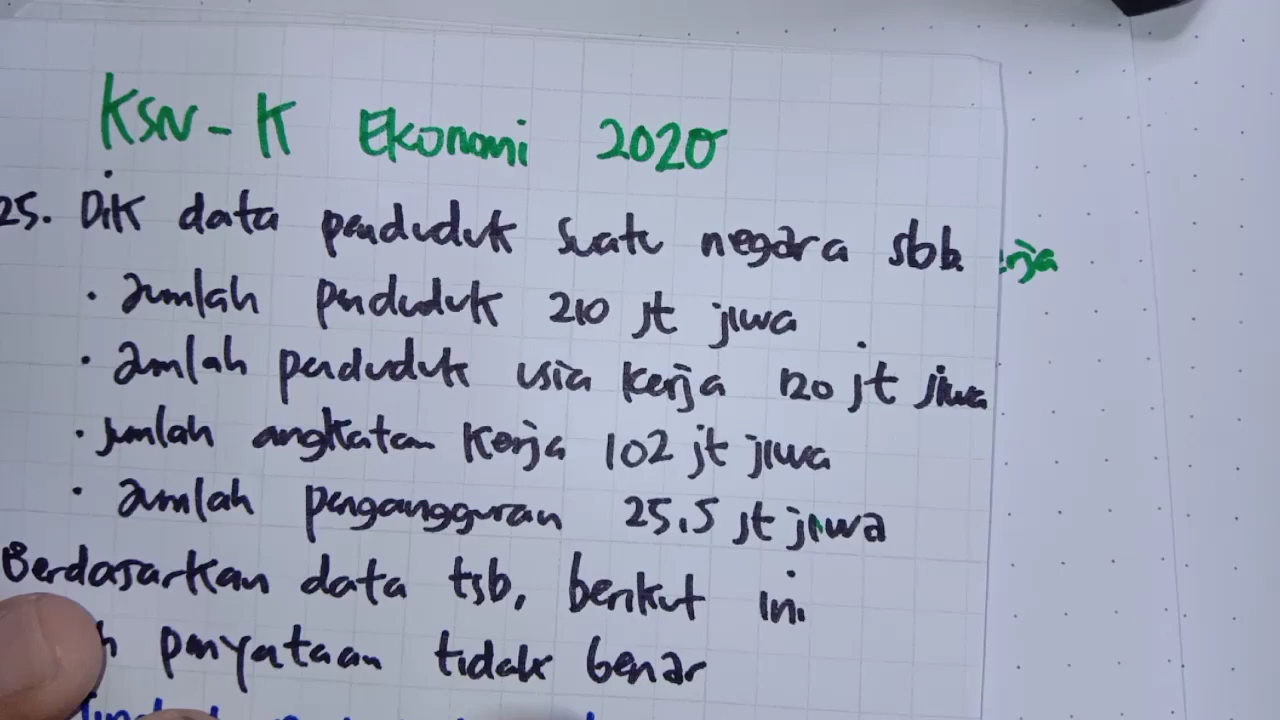 KSN - K Ekonomi 2020
25. Dik data penduduk suatu negara sbb
• Jumlah penduduk 210 jt jiwa
• Jumlah penduduk usia kerja 120 jt jiwa
• Jumlah angkatan kerja 102 jt jiwa
• Jumlah pengangguran 25,5 jt jiwa
Berdasarkan data tsb, berikut ini
penyataan tidak benar